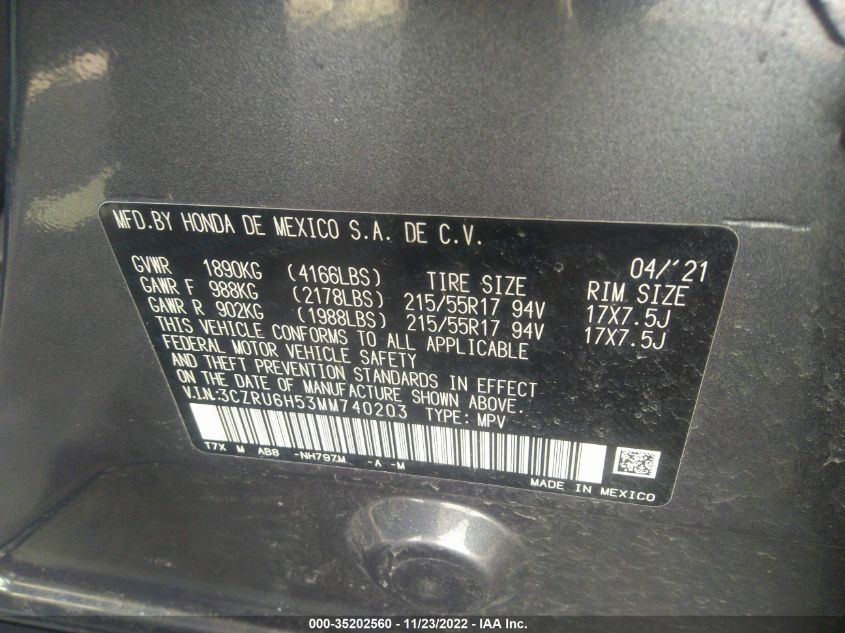 MFD.BY HONDA DE MEXICO S.A. DE C.V.
04/'21
GVWR 1890KG (4166LBS) TIRE SIZE RIM SIZE
GAWR F 988KG (2178LBS) 215/55R17 94V 17X7.5J
GAWR R 902KG (1988LBS) 215/55R17 94V 17X7.5J
THIS VEHICLE CONFORMS TO ALL APPLICABLE
FEDERAL MOTOR VEHICLE SAFETY
AND THEFT PREVENTION STANDARDS IN EFFECT
ON THE DATE OF MANUFACTURE SHOWN ABOVE.
V.I.N:3CZRU6H53MM740203 TYPE: MPV
T7X M AB8 -NH797M -A -M
MADE IN MEXICO
000-35202560 - 11/23/2022 - IAA Inc.